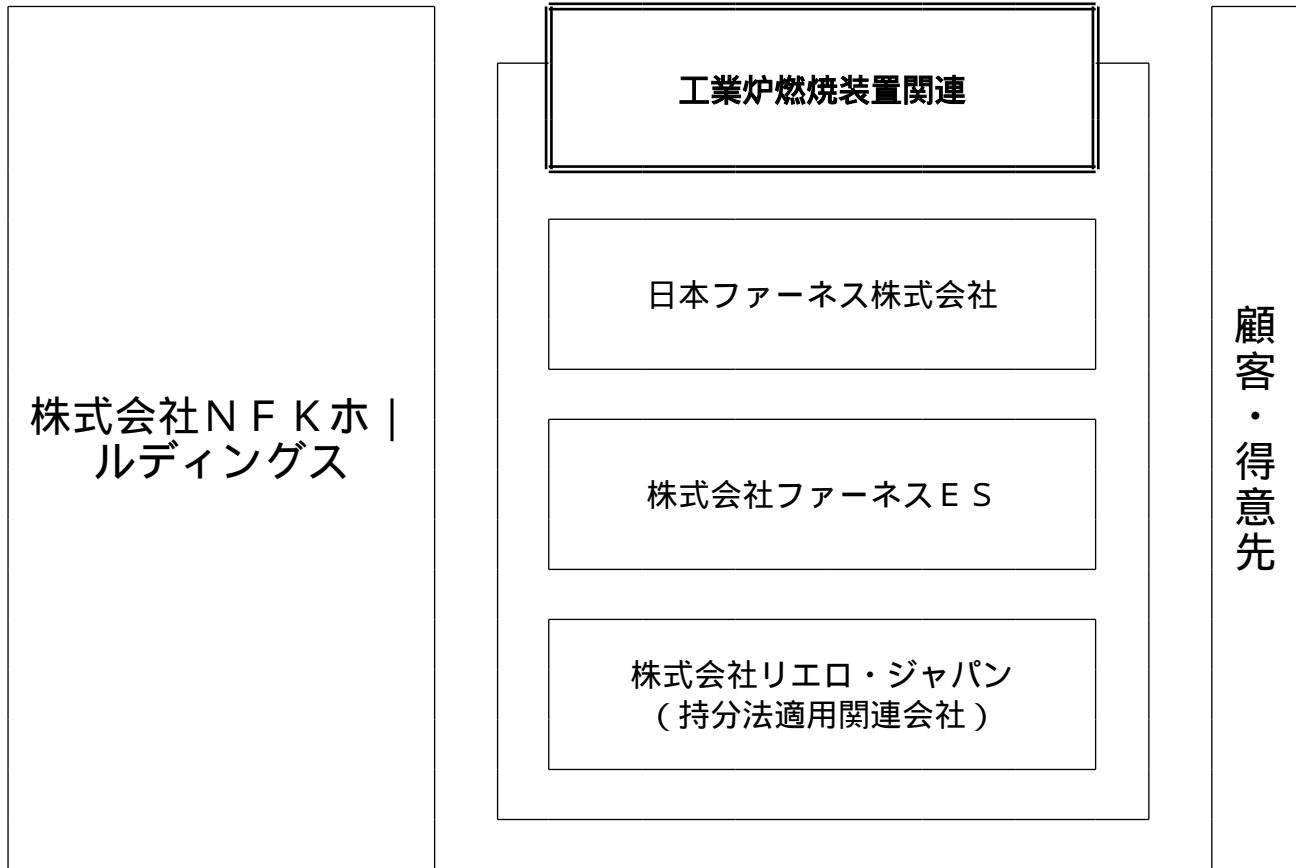 株式会社ＮＦＫホ｜
ルディングス
工業炉燃焼装置関連
日本ファーネス株式会社
株式会社ファーネスＥＳ
株式会社リエロ・ジャパン
（持分法適用関連会社）
顧客・得意先